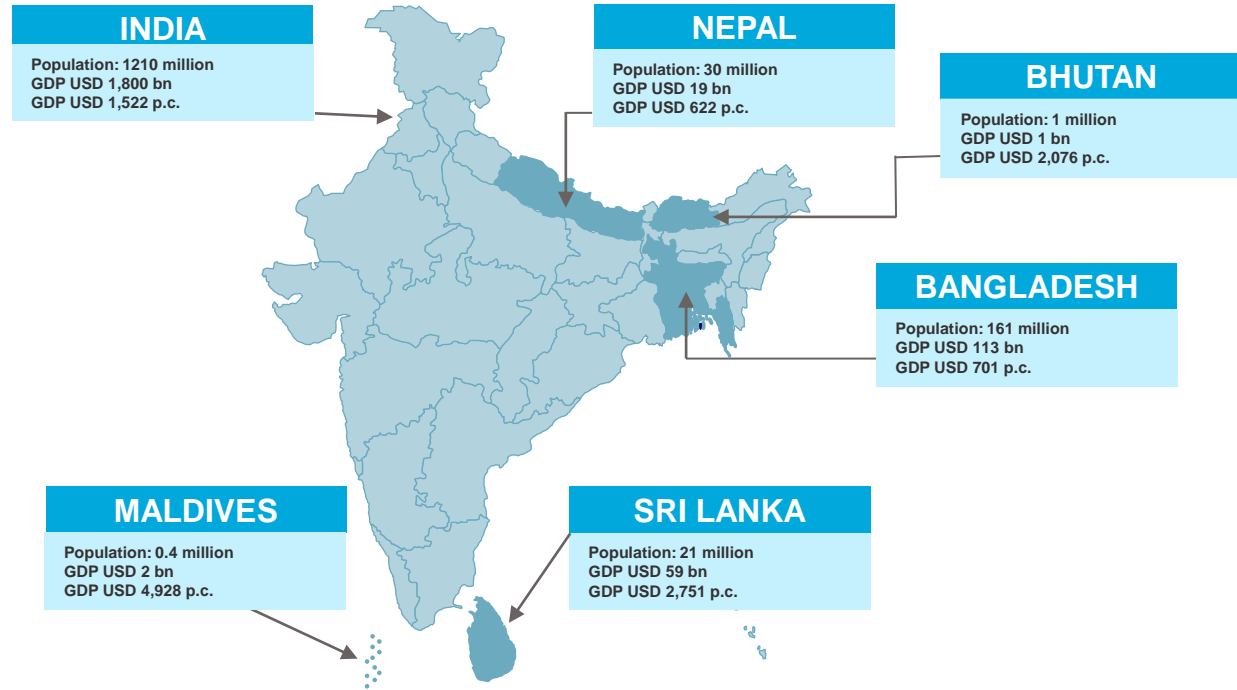 INDIA
Population: 1210 million
GDP USD 1,800 bn
GDP USD 1,522 p.c.
NEPAL
Population: 30 million
GDP USD 19 bn
GDP USD 622 p.c.
BHUTAN
Population: 1 million
GDP USD 1 bn
GDP USD 2,076 p.c.
BANGLADESH
Population: 161 million
GDP USD 113 bn
GDP USD 701 p.c.
MALDIVES
Population: 0.4 million
GDP USD 2 bn
GDP USD 4,928 p.c.
SRI LANKA
Population: 21 million
GDP USD 59 bn
GDP USD 2,751 p.c.